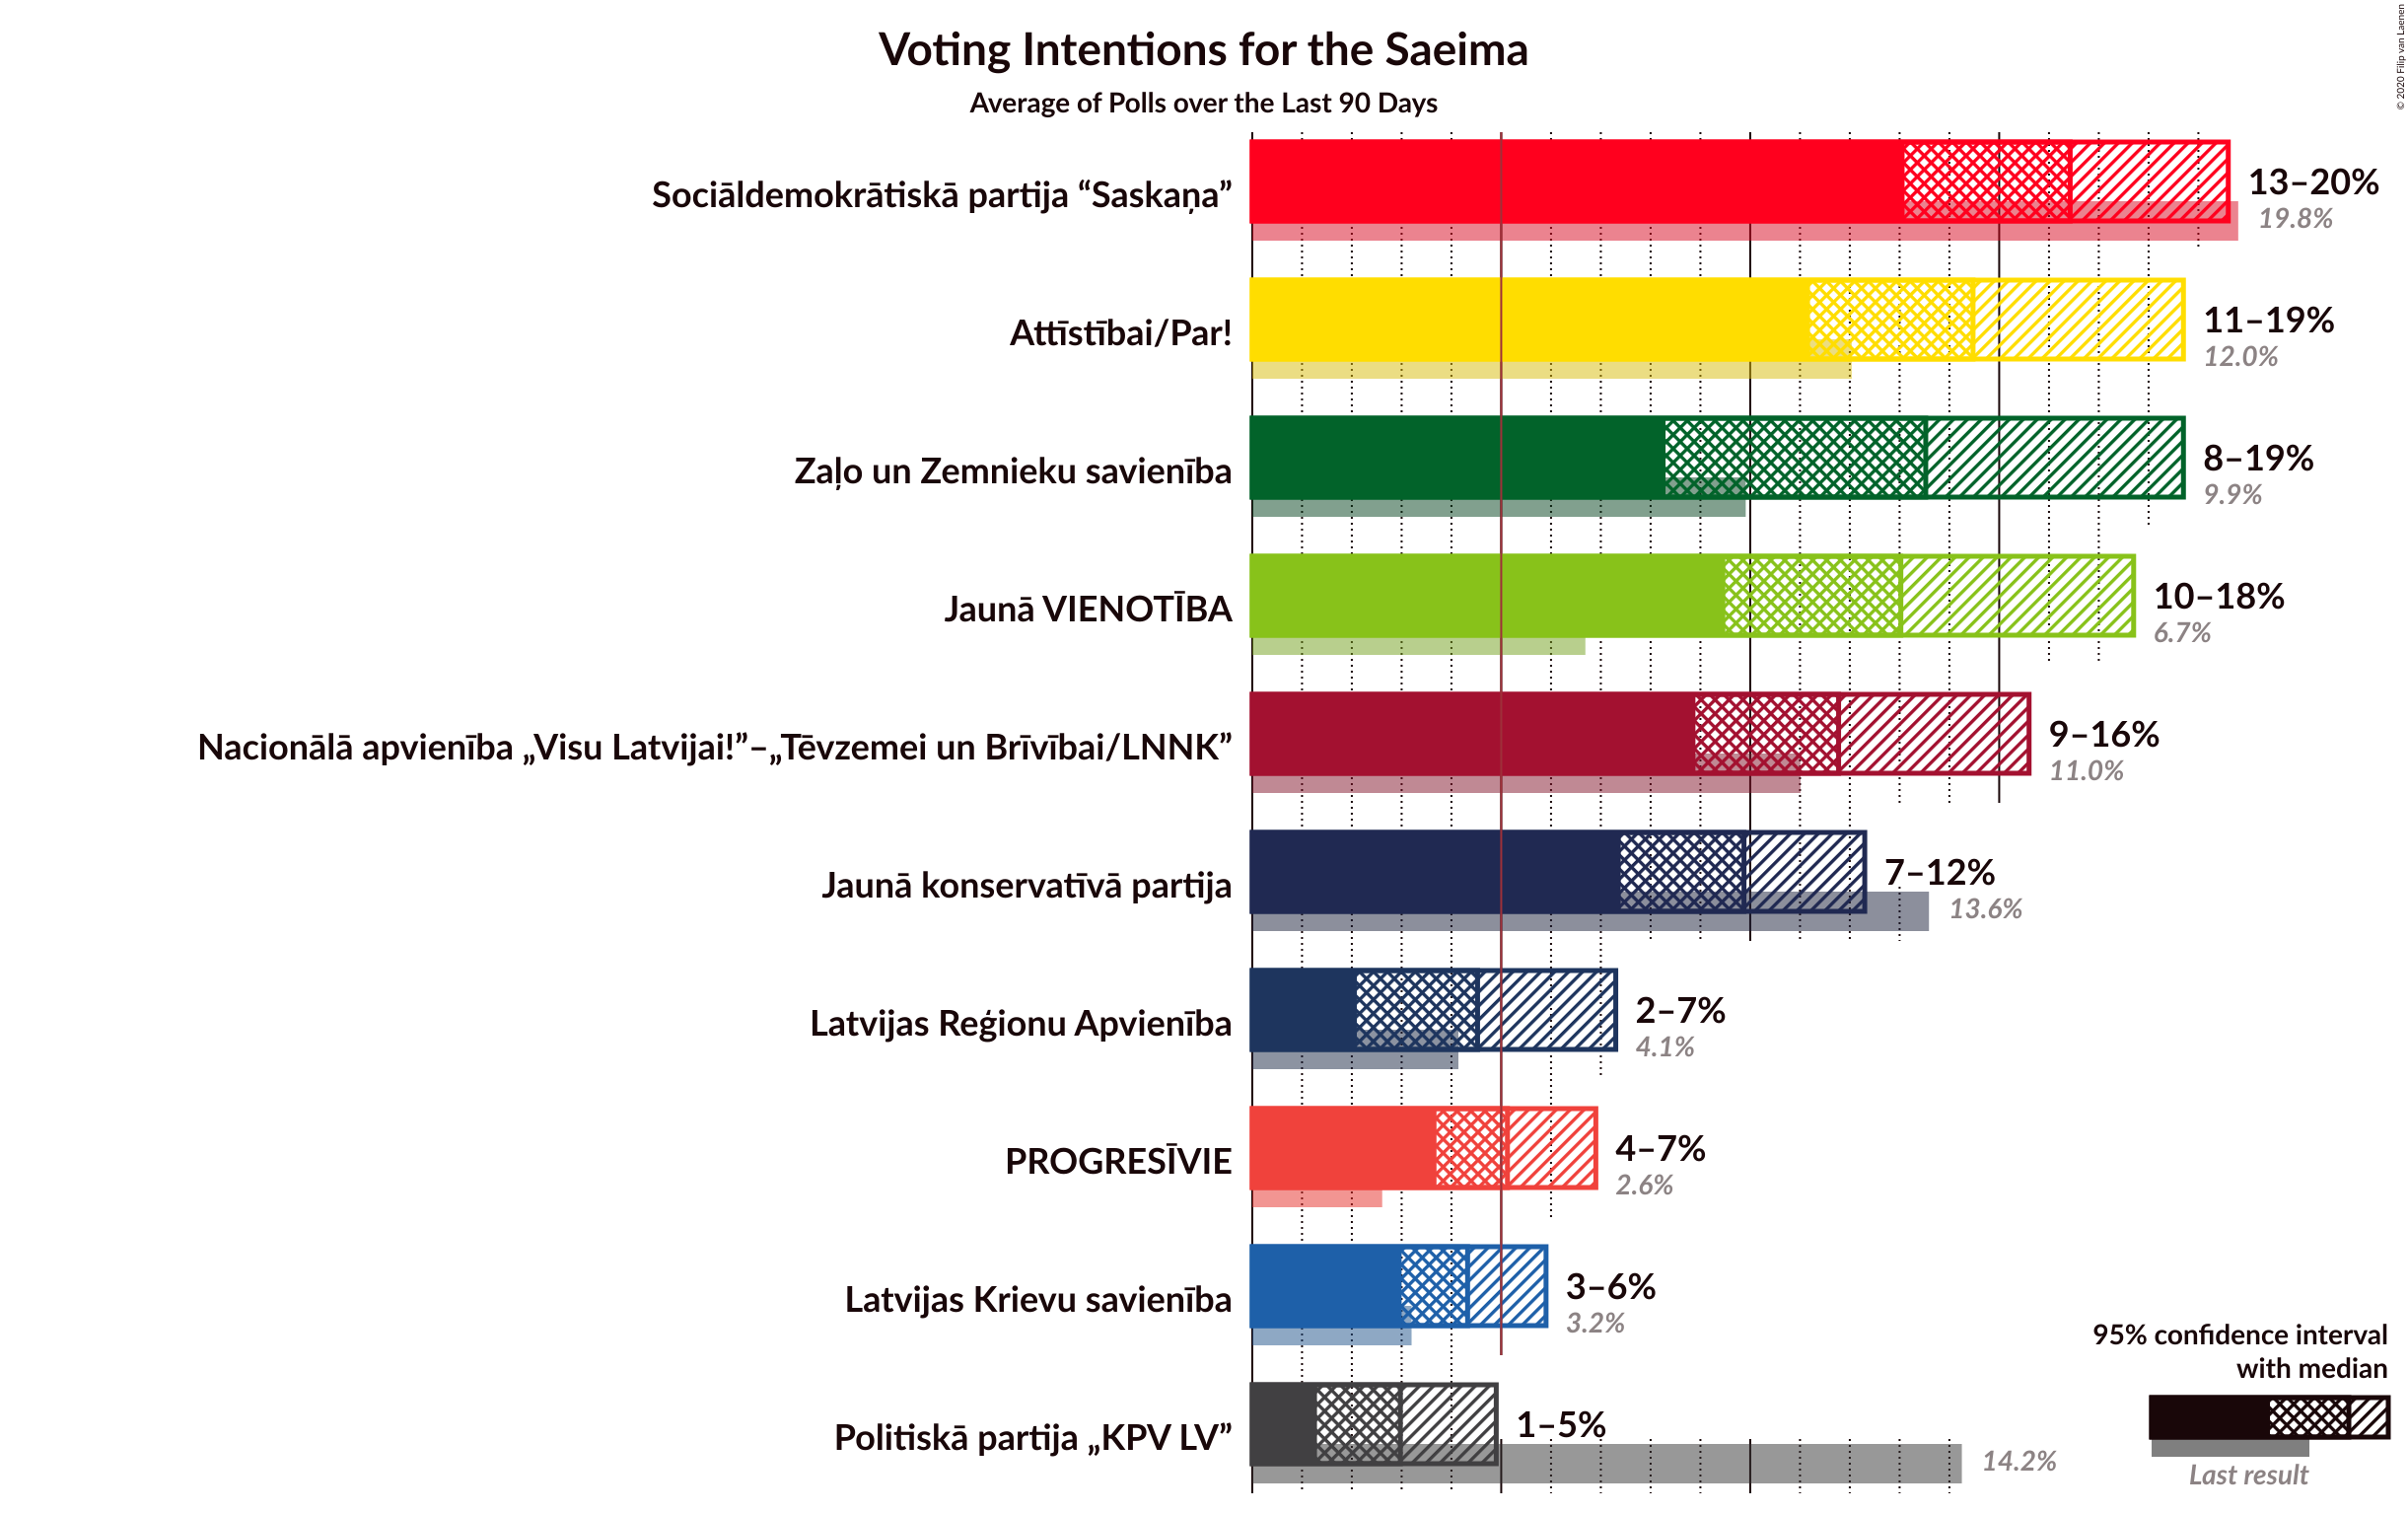 © 2020 Filip van Laenen
Voting Intentions for the Saeima
Average of Polls over the Last 90 Days
Sociāldemokrātiskā partija “Saskaņa”
13–20%
19.8%
Attīstībai/Par!
11–19%
12.0%
Zaļo un Zemnieku savienība
8–19%
9.9%
Jaunā VIENOTĪBA
10–18%
6.7%
Nacionālā apvienība „Visu Latvijai!”–„Tēvzemei un Brīvībai/LNNK”
9–16%
11.0%
Jaunā konservatīvā partija
7–12%
13.6%
Latvijas Reģionu Apvienība
2–7%
4.1%
PROGRESĪVIE
4–7%
2.6%
Latvijas Krievu savienība
3–6%
3.2%
Politiskā partija „KPV LV”
1–5%
14.2%
95% confidence interval
with median
Last result